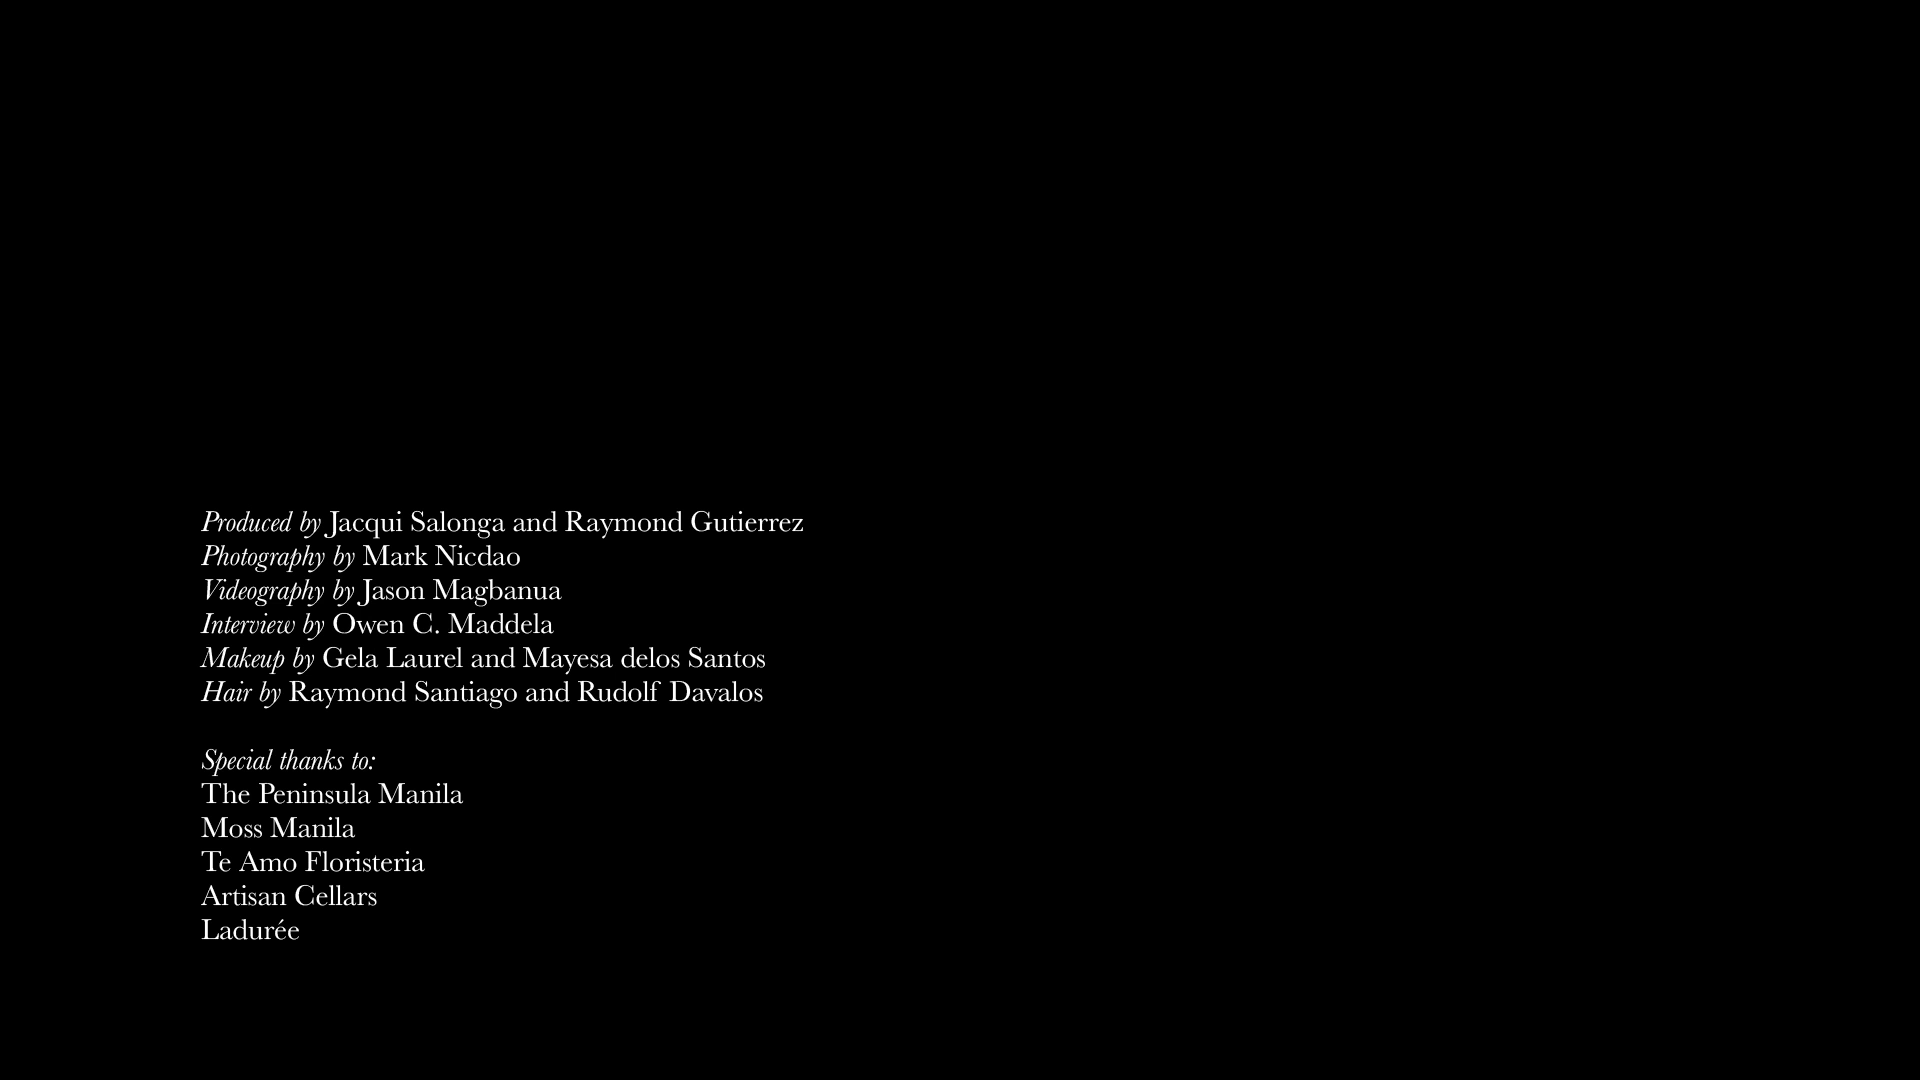 Produced by Jacqui Salonga and Raymond Gutierrez
Photography by Mark Nicdao
Videography by Jason Magbanua
Interview by Owen C. Maddela
Makeup by Gela Laurel and Mayesa delos Santos
Hair by Raymond Santiago and Rudolf Davalos
Special thanks to:
The Peninsula Manila
Moss Manila
Te Amo Floristeria
Artisan Cellars
Ladurée